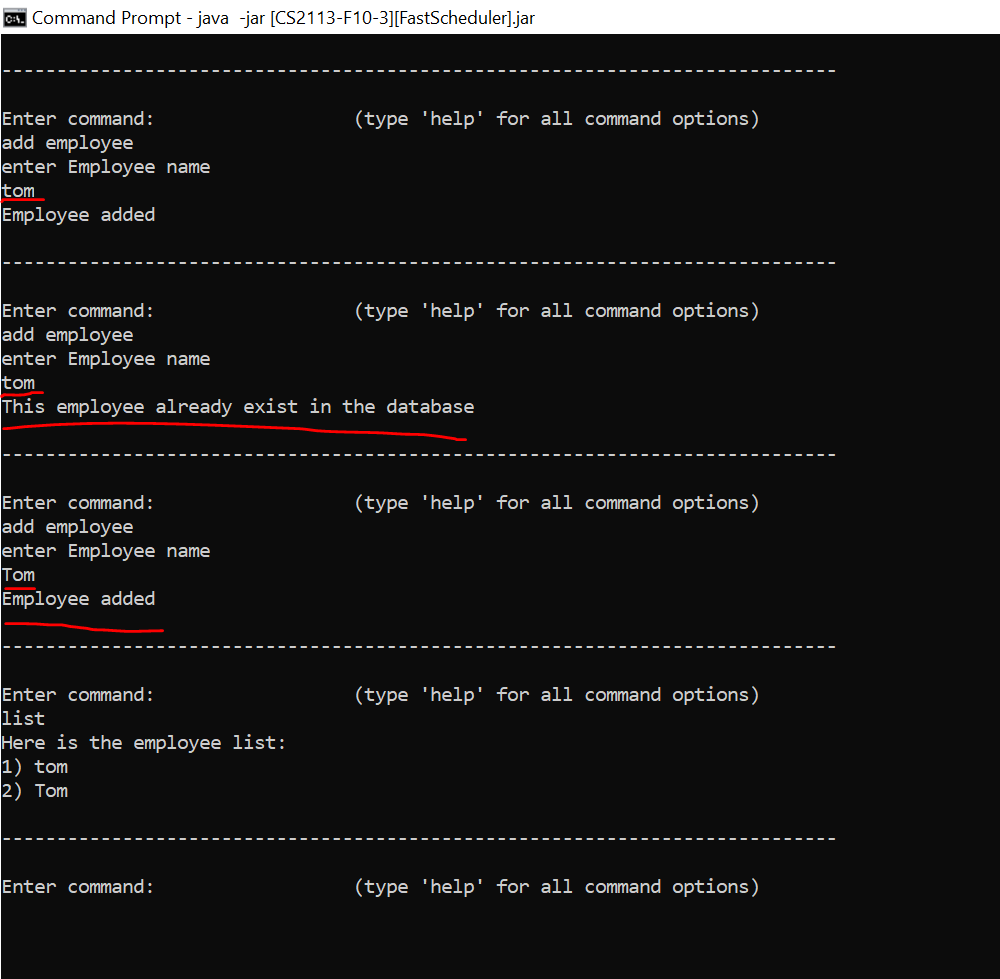 Command Prompt - java  -jar [CS2113-F10-3][FastScheduler].jar
----------------------------------------------------------------------------
Enter command:                  (type 'help' for all command options)
add employee
enter Employee name
tom
Employee added
----------------------------------------------------------------------------
Enter command:                  (type 'help' for all command options)
add employee
enter Employee name
tom
This employee already exist in the database
----------------------------------------------------------------------------
Enter command:                  (type 'help' for all command options)
add employee
enter Employee name
Tom
Employee added
----------------------------------------------------------------------------
Enter command:                  (type 'help' for all command options)
list
Here is the employee list:
1) tom
2) Tom
----------------------------------------------------------------------------
Enter command:                  (type 'help' for all command options)